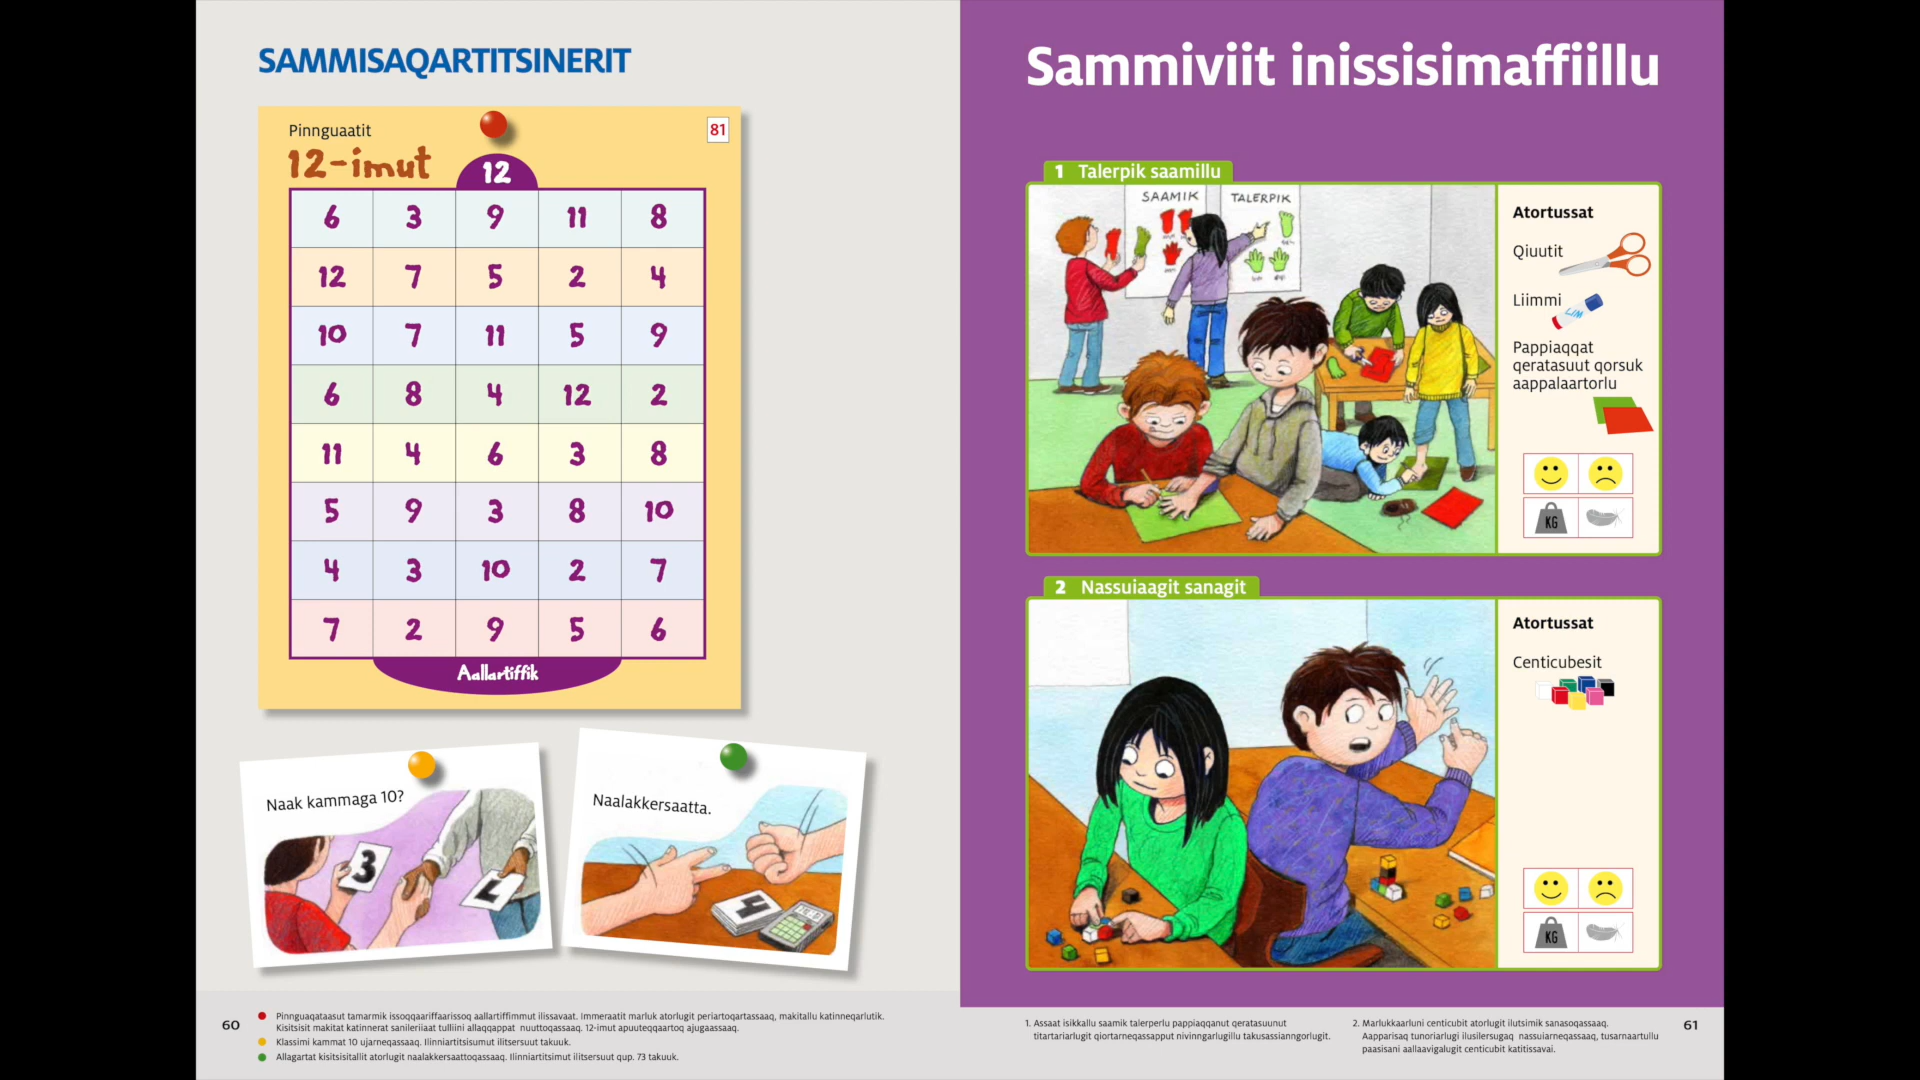 SAMMISAQARTITSINERIT
Pinnguaatit
81
12-imut
12
6 3 9 11 8
12 7 5 2 4
10 7 11 5 9
6 8 4 12 2
11 4 6 3 8
5 9 3 8 10
4 3 10 2 7
7 2 9 5 6
Aallartiffik
Naak kammaga 10?
3
7
Naalakkersaatta.
4
60
Pinnguaqataasut tamarmik issoqqaariffaarissoq aallartiffimmut ilissavaat. Immeraatit marluk atorlugit periartoqartassaaq, makitallu katinneqarlutik.
Kisitsisit makitat katinnerat sanileriiaat tulliini allaqqappat nuuttoqassaaq. 12-imut apuuteqqaartoq ajugaassaaq.
Klassimi kammat 10 ujarneqassaaq. Ilinniartitsisumut ilitsersuut takuuk.
Allagartat kisitsisitallit atorlugit naalakkersaattoqassaaq. Ilinniartitsimut ilitsersuut qup. 73 takuuk.
Sammiviit inissisimaffiillu
1 Talerpik saamillu
SAAMIK
TALERPIK
Atortussat
Qiuutit
Liimmi
LIM
Pappiaqqat
qeratasuut qorsuk
aappalaartorlu
KG
2 Nassuiaagit sanagit
Atortussat
Centicubesit
KG
1. Assaat isikkallu saamik talerperlu pappiaqqanut qeratasuunut
titartariarlugit qiortarneqassapput nivinngarlugillu takusassianngorlugit.
2. Marlukkaarluni centicubit atorlugit ilutsimik sanasoqassaaq.
Aapparisaq tunoriarlugi ilusilersugaq nassuiarneqassaaq, tusarnaartullu
paasisani aallaavigalugit centicubit katitissavai.
61